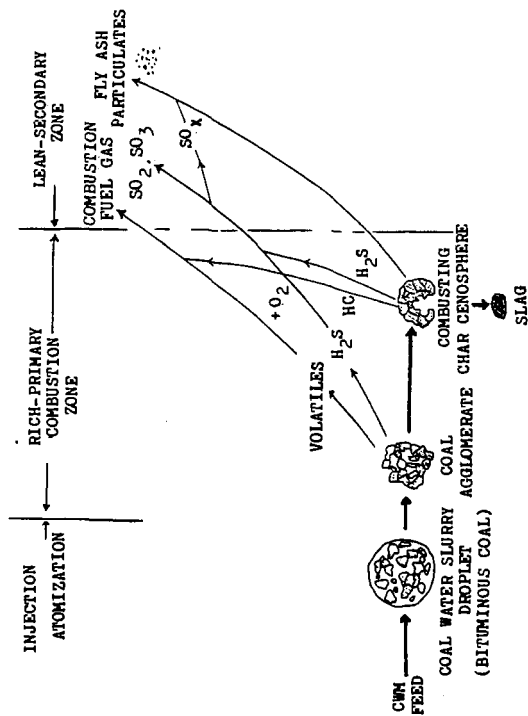 INJECTION
ATOMIZATION
RICH-PRIMARY
COMBUSTION
ZONE
LEAN-SECONDARY
ZONE
COMBUSTION
FUEL GAS
SO2, SO3
FLY ASH
PARTICULATES
SOX
+O2
H2S
HC
H2S
VOLATILES
CWM
FEED
COAL WATER SLURRY
DROPLET
(BITUMINOUS COAL)
COAL
AGGLOMERATE
COMBUSTING
CHAR CENOSPHERE
SLAG